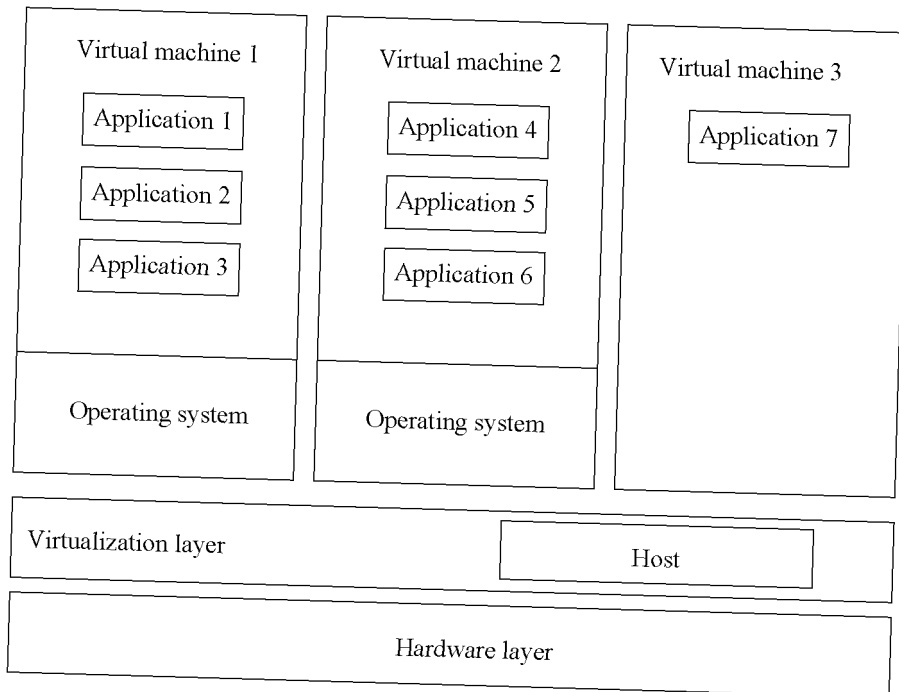 Virtual machine 1
Application 1
Application 2
Application 3
Operating system
Virtual machine 2
Application 4
Application 5
Application 6
Operating system
Virtual machine 3
Application 7
Virtualization layer
Host
Hardware layer